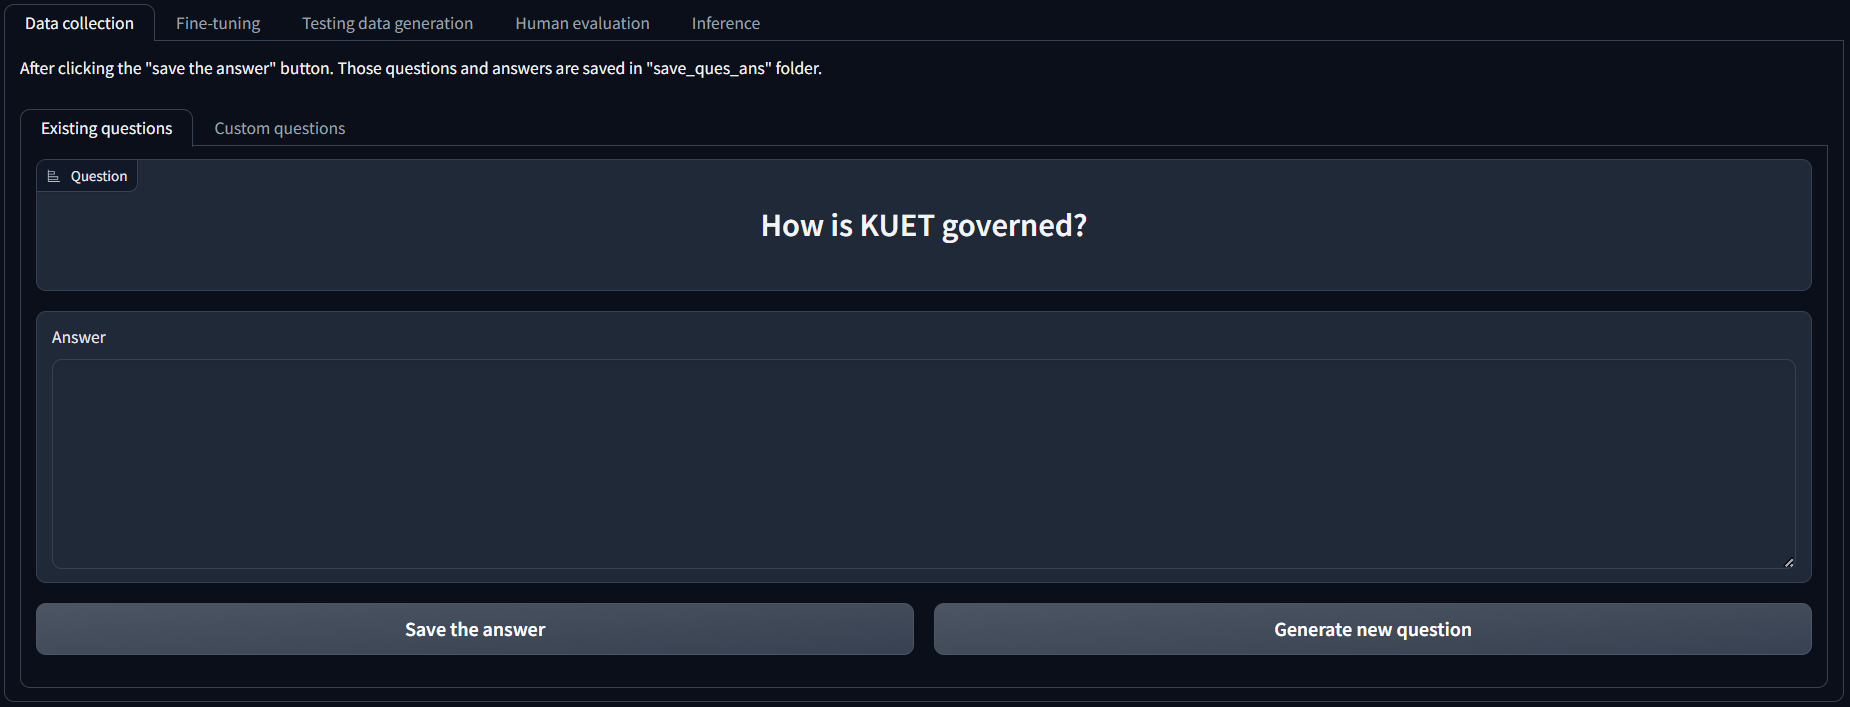 Data collection Fine-tuning Testing data generation Human evaluation Inference
After clicking the "save the answer" button. Those questions and answers are saved in "save_ques_ans" folder.
Existing questions Custom questions
Question
How is KUET governed?
Answer
Save the answer Generate new question